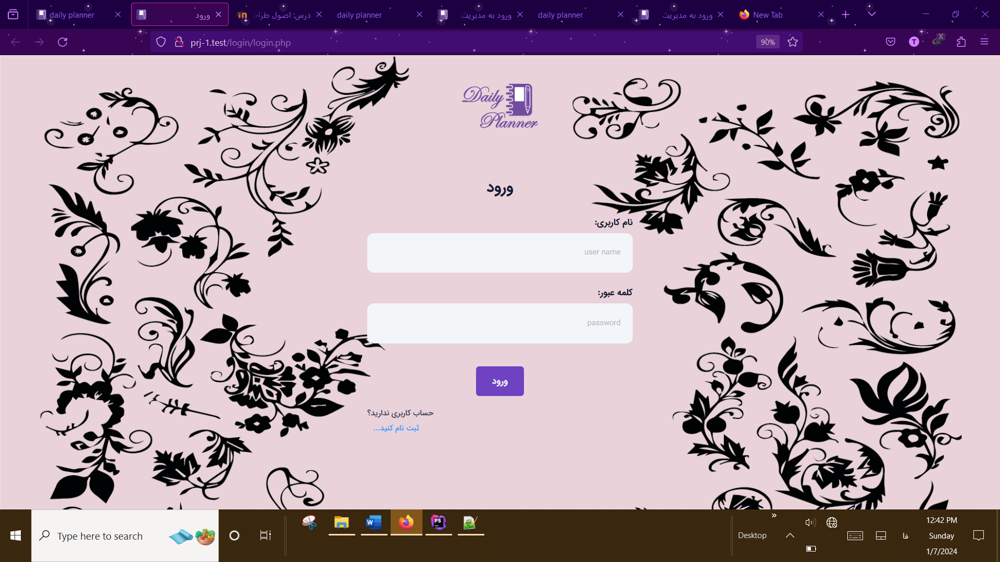 daily planner
ورود
درس: اصول طراح
daily planner
ورود به مدیریت
daily planner
ورود به مدیریت
New Tab
prj-1.test/login/login.php
90%
T
X
Daily
Planner
ورود
نام کاربری:
user name
کلمه عبور:
password
ورود
حساب کاربری ندارید؟
ثبت نام کنید...
Type here to search
W
PS
Desktop
فا
12:42 PM
Sunday
1/7/2024